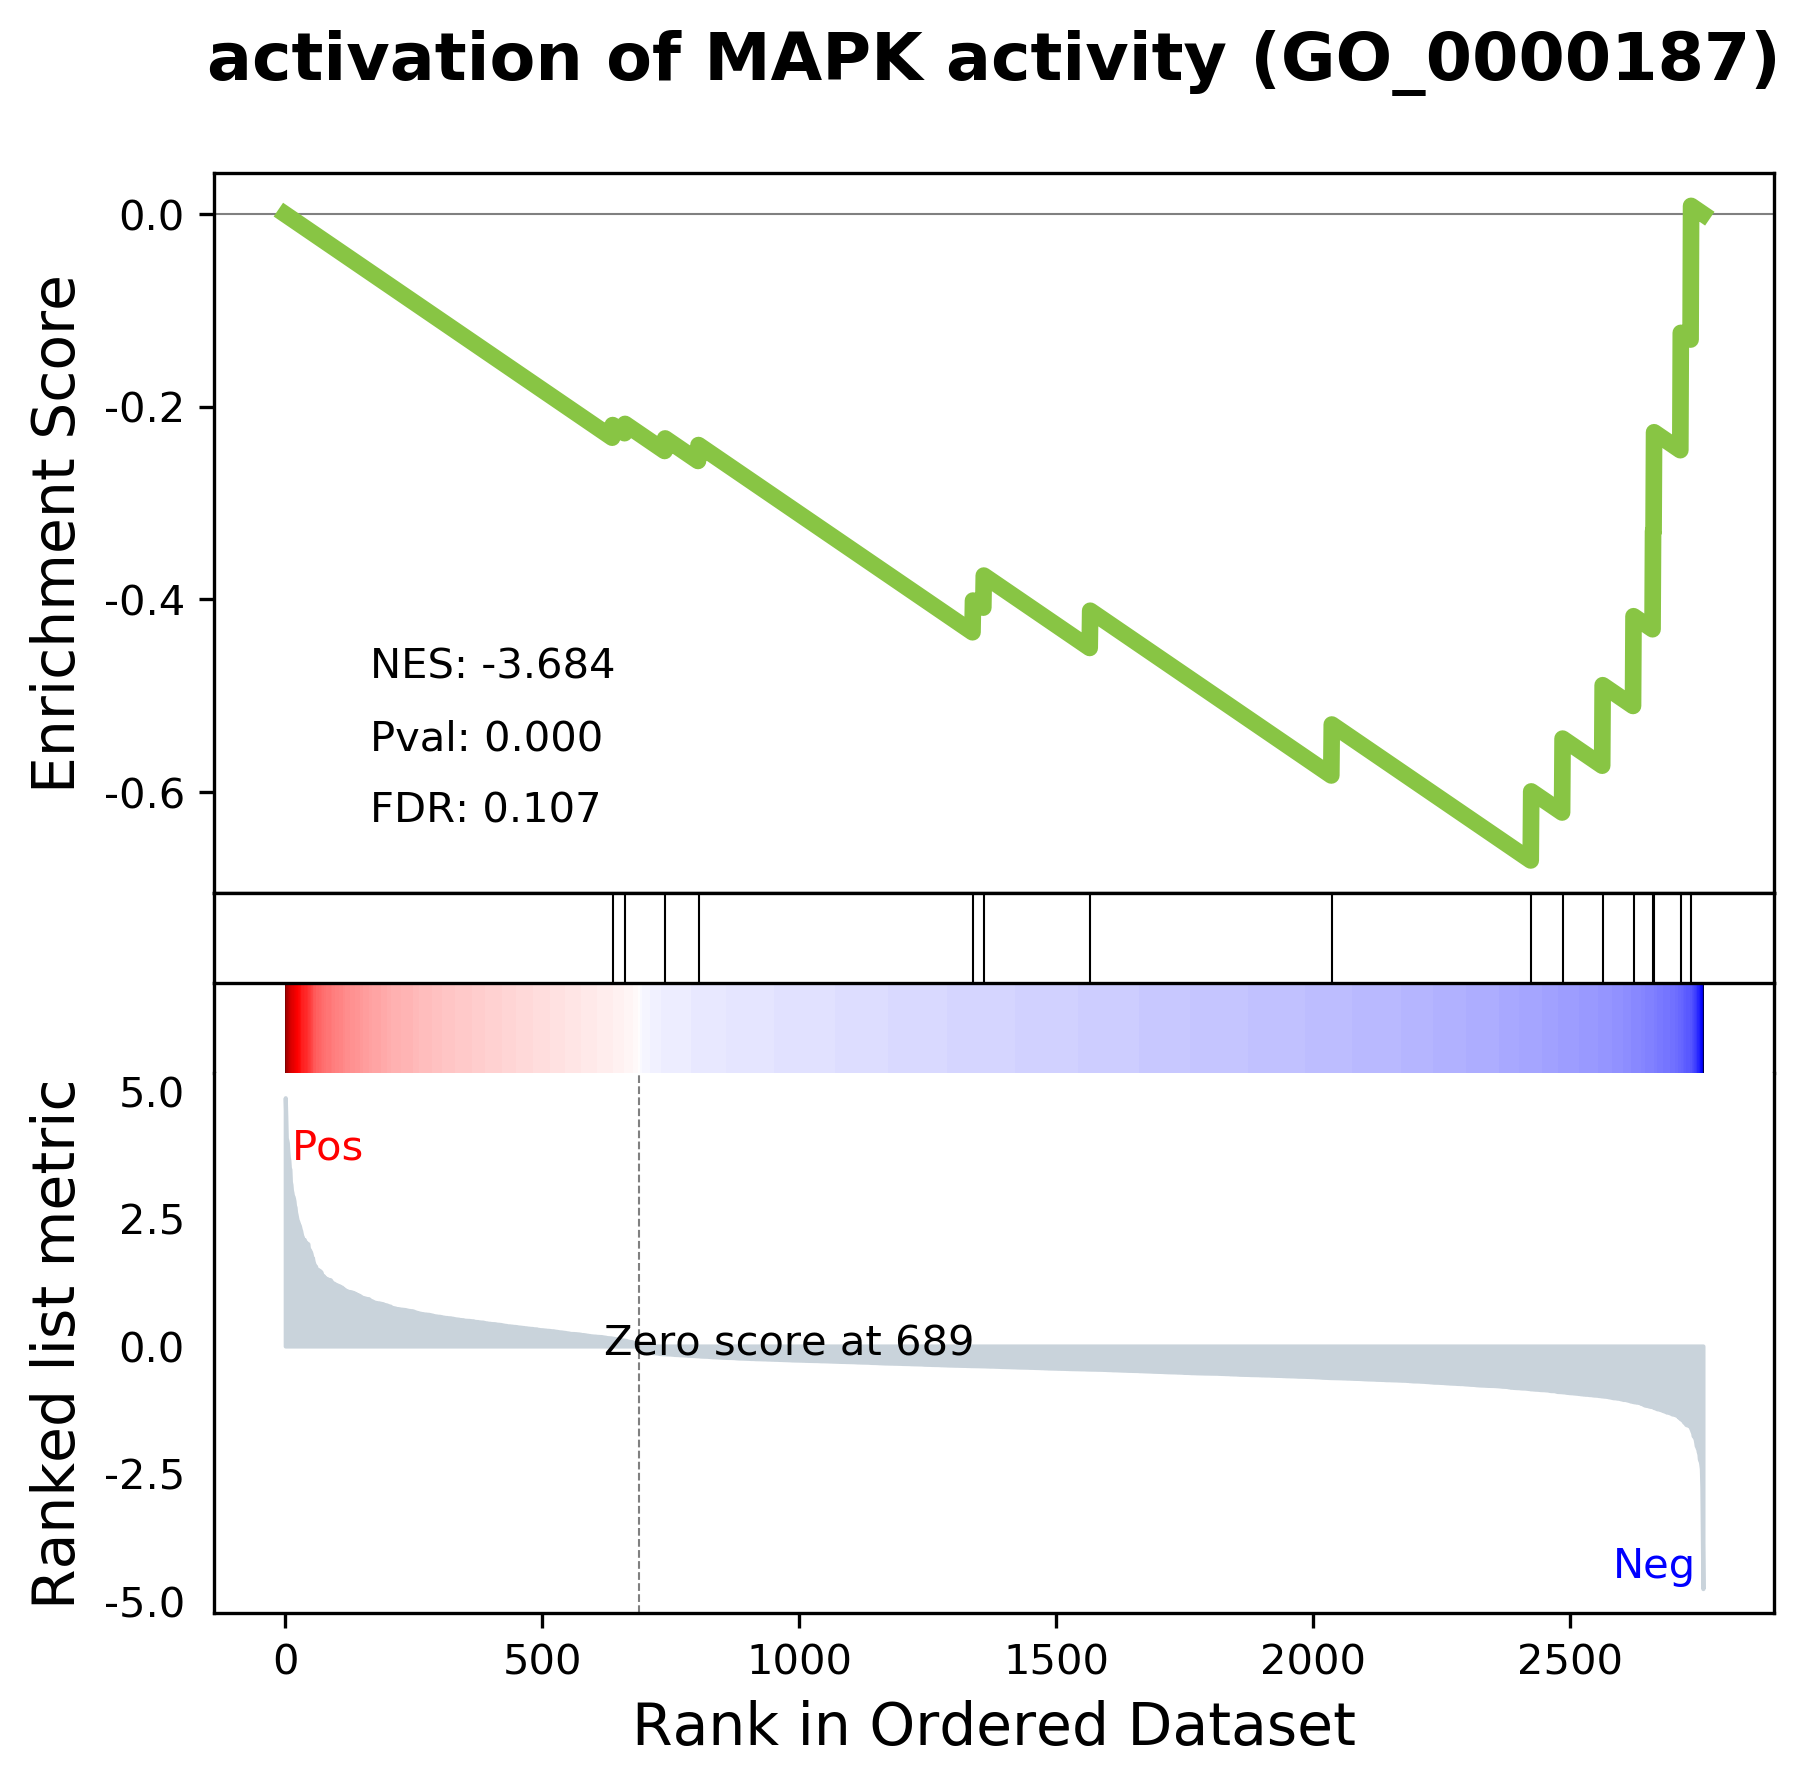 activation of MAPK activity (GO_0000187)
Enrichment Score
0.0
-0.2
-0.4
-0.6
NES: -3.684
Pval: 0.000
FDR: 0.107
Ranked list metric
5.0
2.5
0.0
-2.5
-5.0
Pos
Zero score at 689
Neg
0 500 1000 1500 2000 2500
Rank in Ordered Dataset